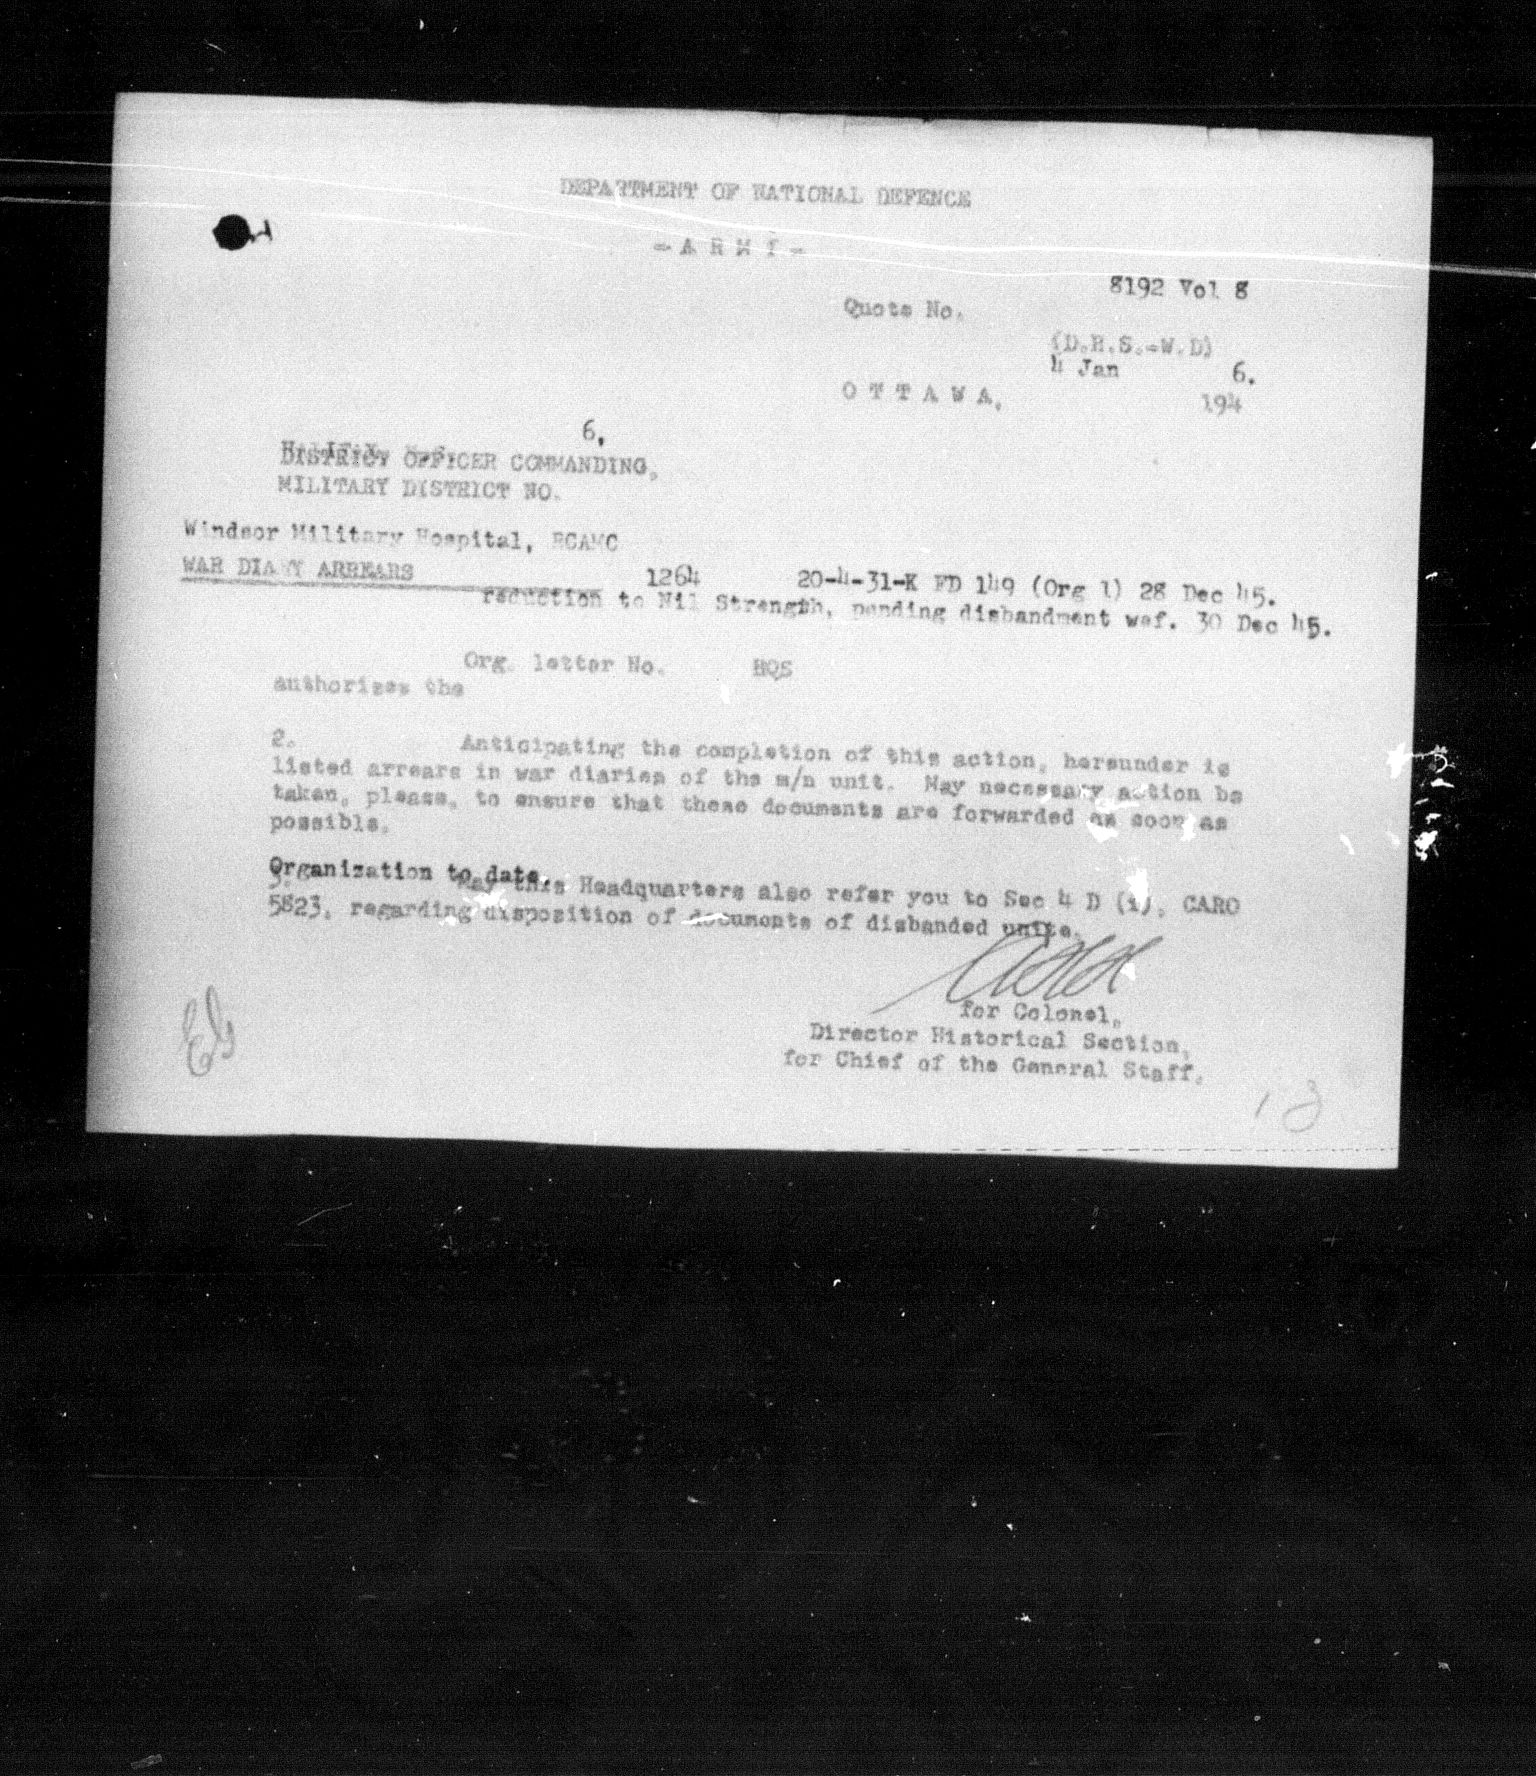 DEPARTMENT OF NATIONAL DEFENCE
- A R M Y -
8192 Vol 8
Quote No.
(D.H.S.-W.D)
4 Jan 6.
O T T A W A, 194
6.
DISTRICT OFFICER COMMANDING,
MILITARY DISTRICT NO.
Windsor Military Hospital, RCAMC
WAR DIARY ARREARS
1264 20-4-31-K FD 149 (Org 1) 28 Dec 45.
reduction to Nil Strength, pending disbandment wef. 30 Dec 45.
Org. letter No. HQS
authorizes the
2. Anticipating the completion of this action, hereunder is
listed arrears in war diaries of the m/n unit. May necessary action be
taken, please, to ensure that these documents are forwarded as soon as
possible.
Organization to date.
3. May this Headquarters also refer you to Sec 4 D (i), CARO
5823, regarding disposition of documents of disbanded units.
for Colonel,
Director Historical Section,
for Chief of the General Staff.